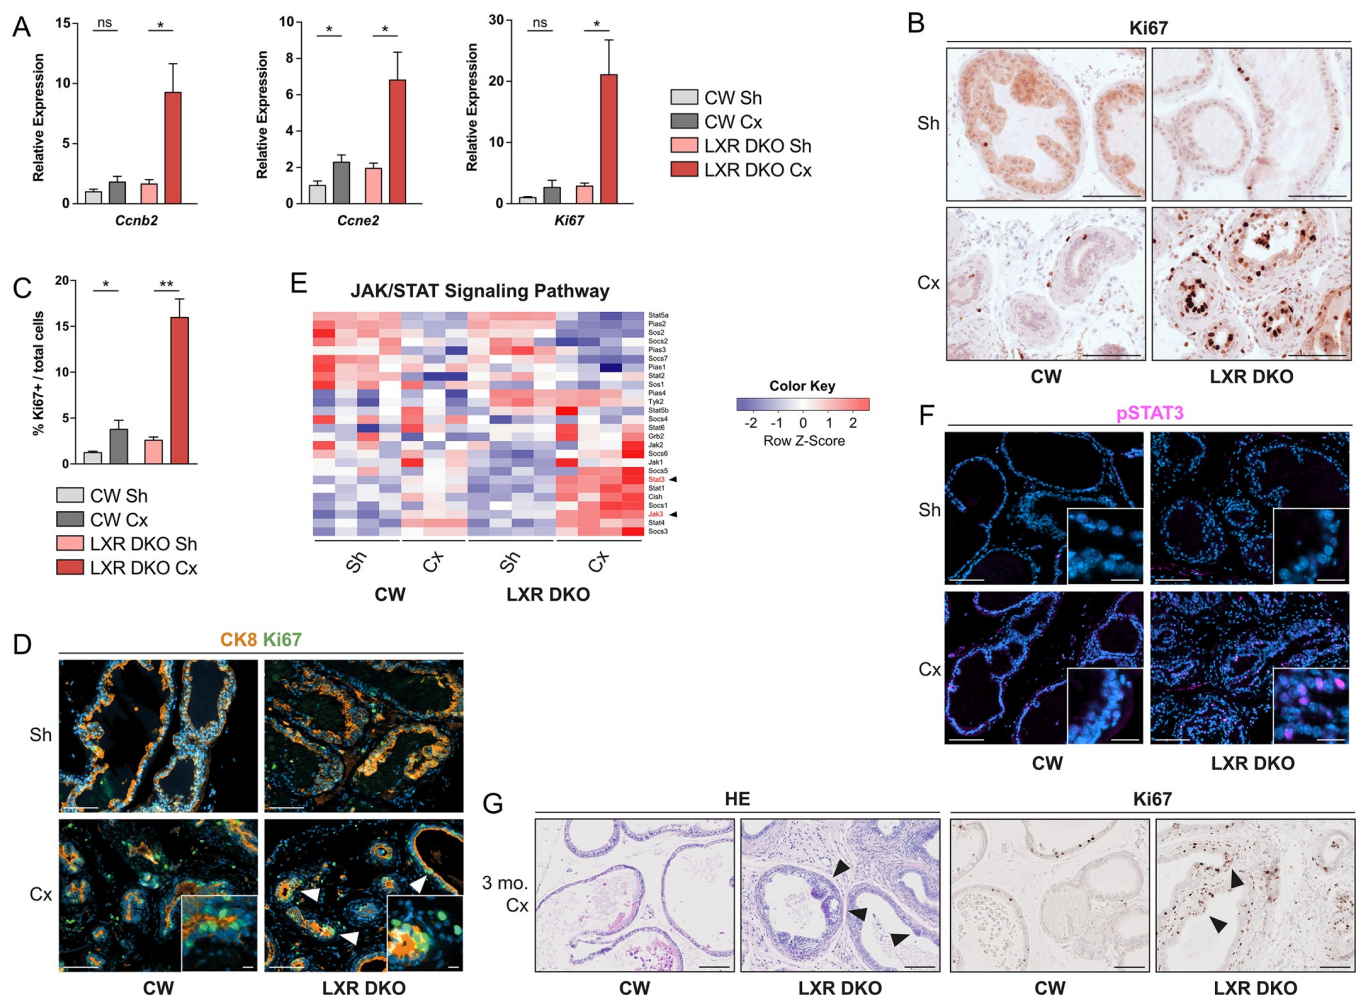 A
15
10
5
0
Relative Expression
ns
*
Ccnb2
10
8
6
4
2
0
Relative Expression
*
*
Ccne2
30
20
10
0
Relative Expression
ns
*
Ki67
CW Sh
CW Cx
LXR DKO Sh
LXR DKO Cx
B
Ki67
Sh
Cx
CW
LXR DKO
C
20
15
10
5
0
% Ki67+ / total cells
*
**
CW Sh
CW Cx
LXR DKO Sh
LXR DKO Cx
E
JAK/STAT Signaling Pathway
Stat5a
Pias2
Sos2
Socs2
Pias3
Socs7
Pias1
Stat2
Sos1
Pias4
Tyk2
Stat5b
Socs4
Stat6
Grb2
Jak2
Socs6
Jak1
Socs5
Stat3
Stat1
Cish
Socs1
Jak3
Stat4
Socs3
Sh
Cx
Sh
Cx
CW
LXR DKO
Color Key
-2 -1 0 1 2
Row Z-Score
F
pSTAT3
Sh
Cx
CW
LXR DKO
D
CK8 Ki67
Sh
Cx
CW
LXR DKO
G
HE
Ki67
3 mo.
Cx
CW
LXR DKO
CW
LXR DKO